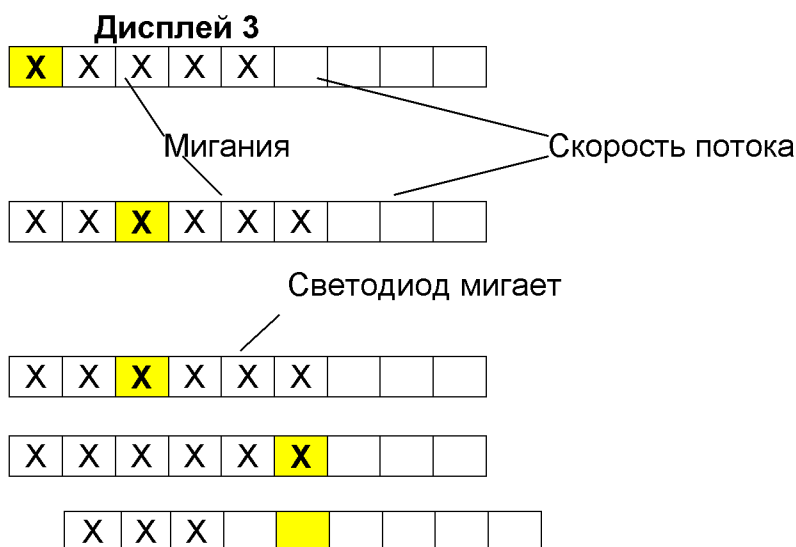 Дисплей 3
X X X X X
Мигания Скорость потока
X X X X X X
Светодиод мигает
X X X X X X
X X X X X X
X X X